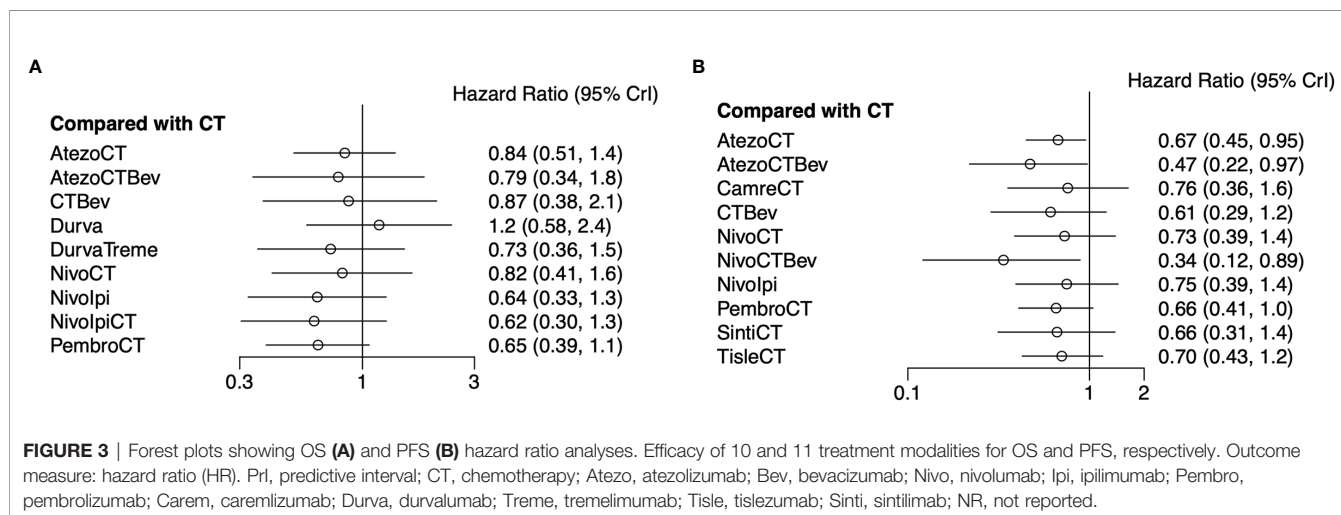 A
Hazard Ratio (95% CrI)
Compared with CT
AtezoCT 0.84 (0.51, 1.4)
AtezoCTBev 0.79 (0.34, 1.8)
CTBev 0.87 (0.38, 2.1)
Durva 1.2 (0.58, 2.4)
DurvaTreme 0.73 (0.36, 1.5)
NivoCT 0.82 (0.41, 1.6)
NivoIpi 0.64 (0.33, 1.3)
NivoIpiCT 0.62 (0.30, 1.3)
PembroCT 0.65 (0.39, 1.1)
0.3 1 3
B
Hazard Ratio (95% CrI)
Compared with CT
AtezoCT 0.67 (0.45, 0.95)
AtezoCTBev 0.47 (0.22, 0.97)
CamreCT 0.76 (0.36, 1.6)
CTBev 0.61 (0.29, 1.2)
NivoCT 0.73 (0.39, 1.4)
NivoCTBev 0.34 (0.12, 0.89)
NivoIpi 0.75 (0.39, 1.4)
PembroCT 0.66 (0.41, 1.0)
SintiCT 0.66 (0.31, 1.4)
TisleCT 0.70 (0.43, 1.2)
0.1 1 2
FIGURE 3 | Forest plots showing OS (A) and PFS (B) hazard ratio analyses. Efficacy of 10 and 11 treatment modalities for OS and PFS, respectively. Outcome
measure: hazard ratio (HR). PrI, predictive interval; CT, chemotherapy; Atezo, atezolizumab; Bev, bevacizumab; Nivo, nivolumab; Ipi, ipilimumab; Pembro,
pembrolizumab; Carem, caremlizumab; Durva, durvalumab; Treme, tremelimumab; Tisle, tislezumab; Sinti, sintilimab; NR, not reported.